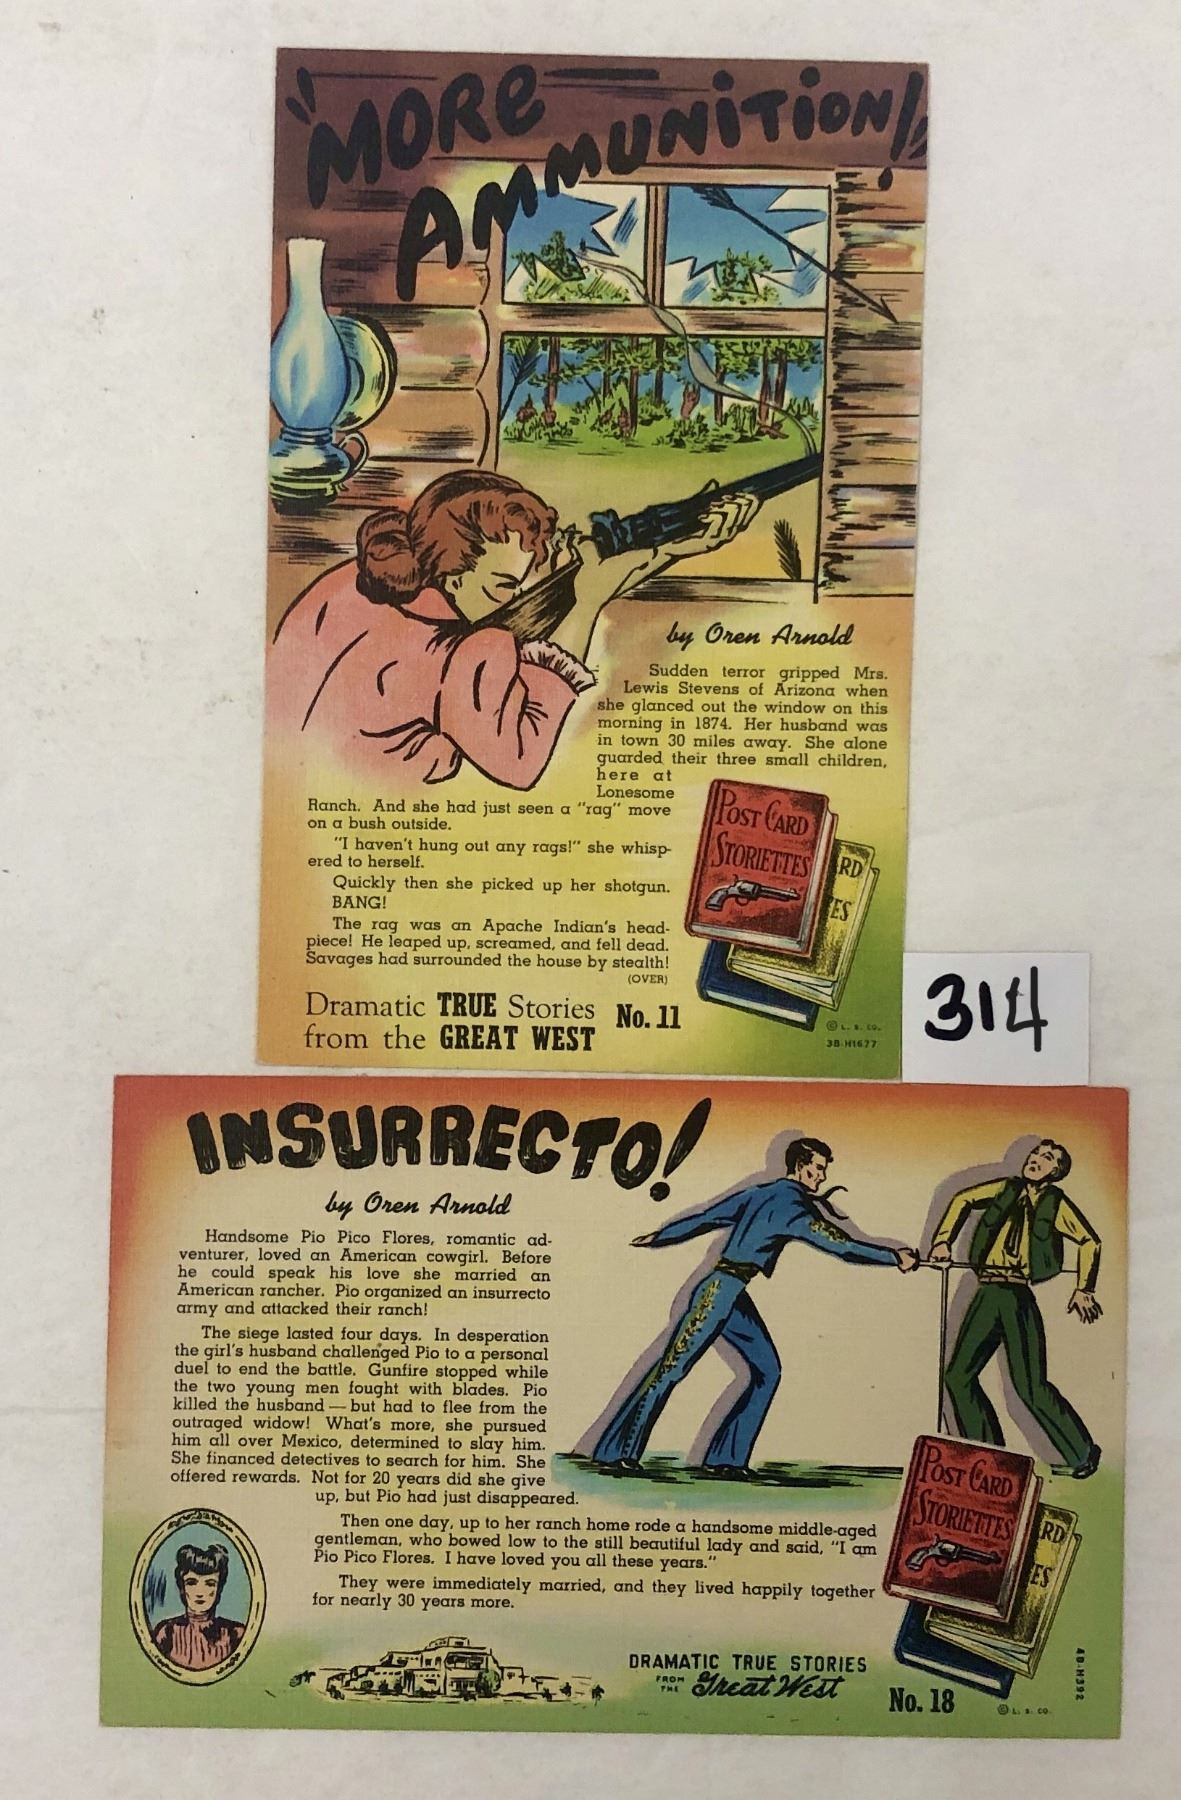 "MORE
AMMUNITION!"
by Oren Arnold
Sudden terror gripped Mrs.
Lewis Stevens of Arizona when
she glanced out the window on this
morning in 1874. Her husband was
in town 30 miles away. She alone
guarded their three small children,
here at
Lonesome
Ranch. And she had just seen a "rag" move
on a bush outside.
"I haven't hung out any rags!" she whisp-
ered to herself.
Quickly then she picked up her shotgun.
BANG!
The rag was an Apache Indian's head-
piece! He leaped up, screamed, and fell dead.
Savages had surrounded the house by stealth!
(OVER)
Dramatic TRUE Stories
from the GREAT WEST
No. 11
POST CARD
STORIETTES
RD
ES
© L. S. CO.
3B-H1677
314
INSURRECTO!
by Oren Arnold
Handsome Pio Pico Flores, romantic ad-
venturer, loved an American cowgirl. Before
he could speak his love she married an
American rancher. Pio organized an insurrecto
army and attacked their ranch!
The siege lasted four days. In desperation
the girl's husband challenged Pio to a personal
duel to end the battle. Gunfire stopped while
the two young men fought with blades. Pio
killed the husband — but had to flee from the
outraged widow! What's more, she pursued
him all over Mexico, determined to slay him.
She financed detectives to search for him. She
offered rewards. Not for 20 years did she give
up, but Pio had just disappeared.
Then one day, up to her ranch home rode a handsome middle-aged
gentleman, who bowed low to the still beautiful lady and said, "I am
Pio Pico Flores. I have loved you all these years."
They were immediately married, and they lived happily together
for nearly 30 years more.
DRAMATIC TRUE STORIES
FROM THE Great West
No. 18
POST CARD
STORIETTES
RD
ES
© L. S. CO.
4B-H392